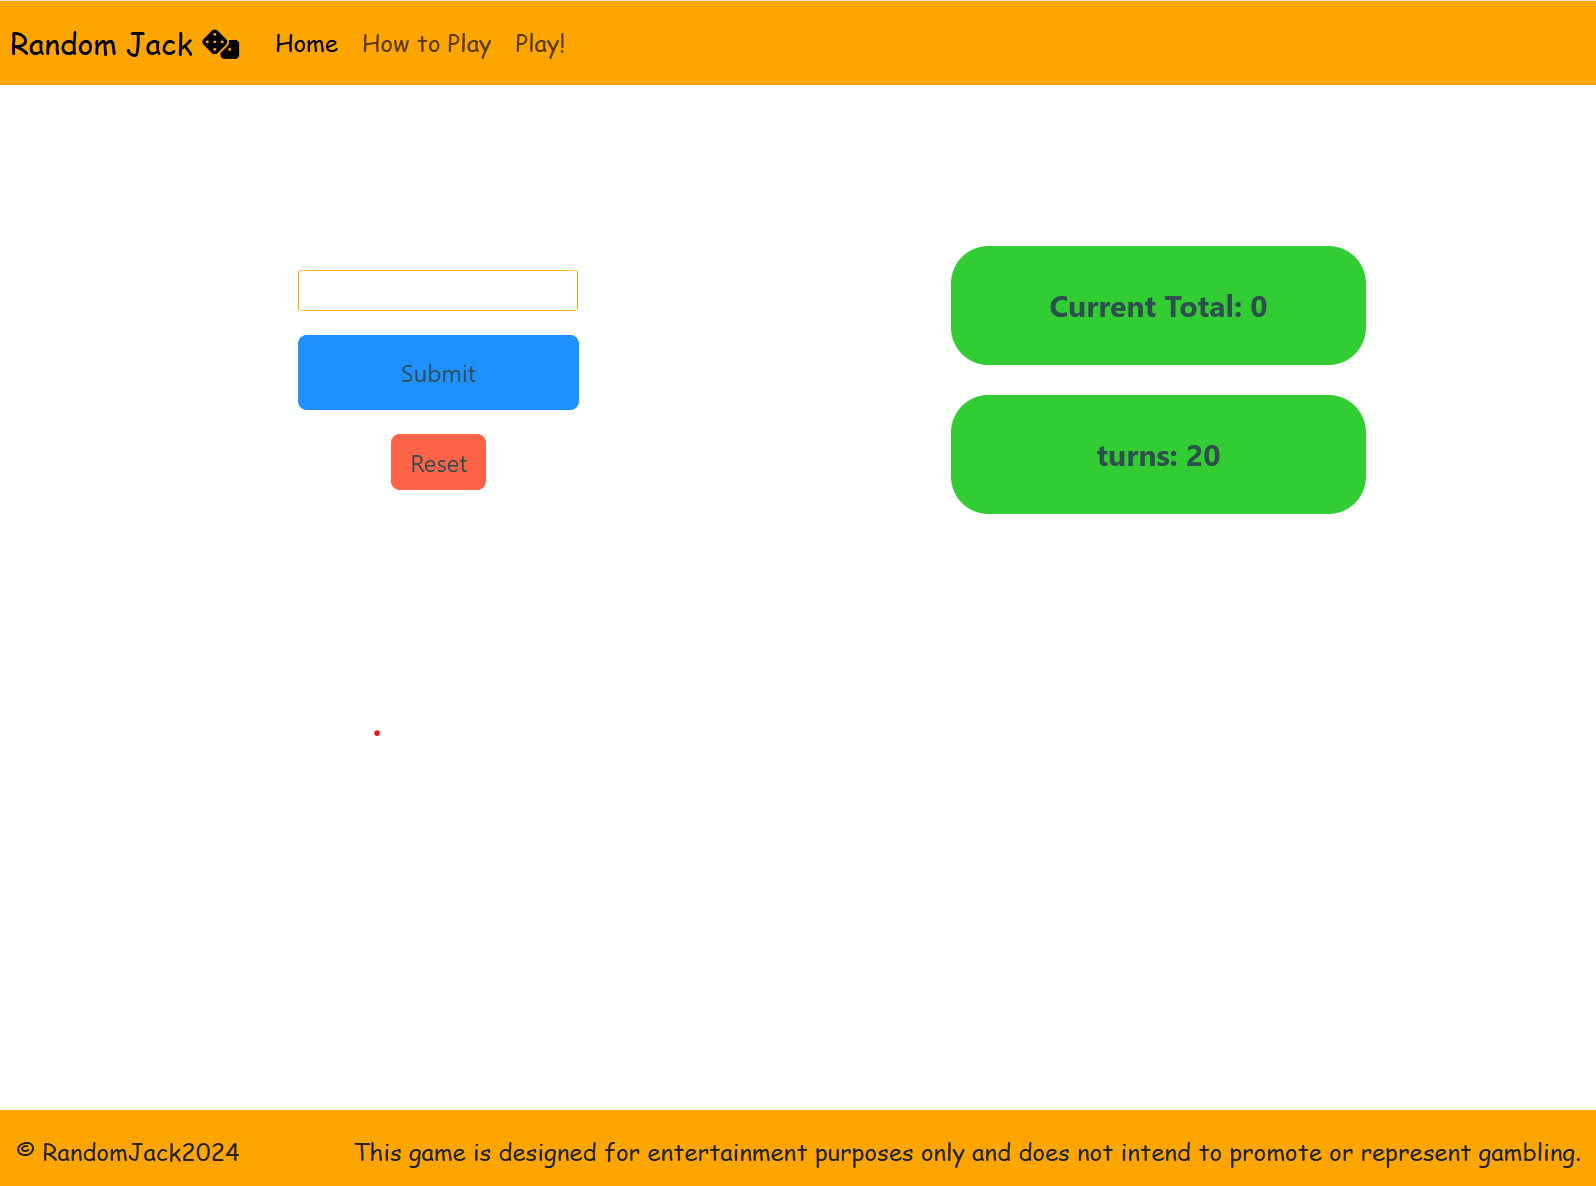 Random Jack Home How to Play Play!
Submit
Reset
Current Total: 0
turns: 20
© RandomJack2024 This game is designed for entertainment purposes only and does not intend to promote or represent gambling.